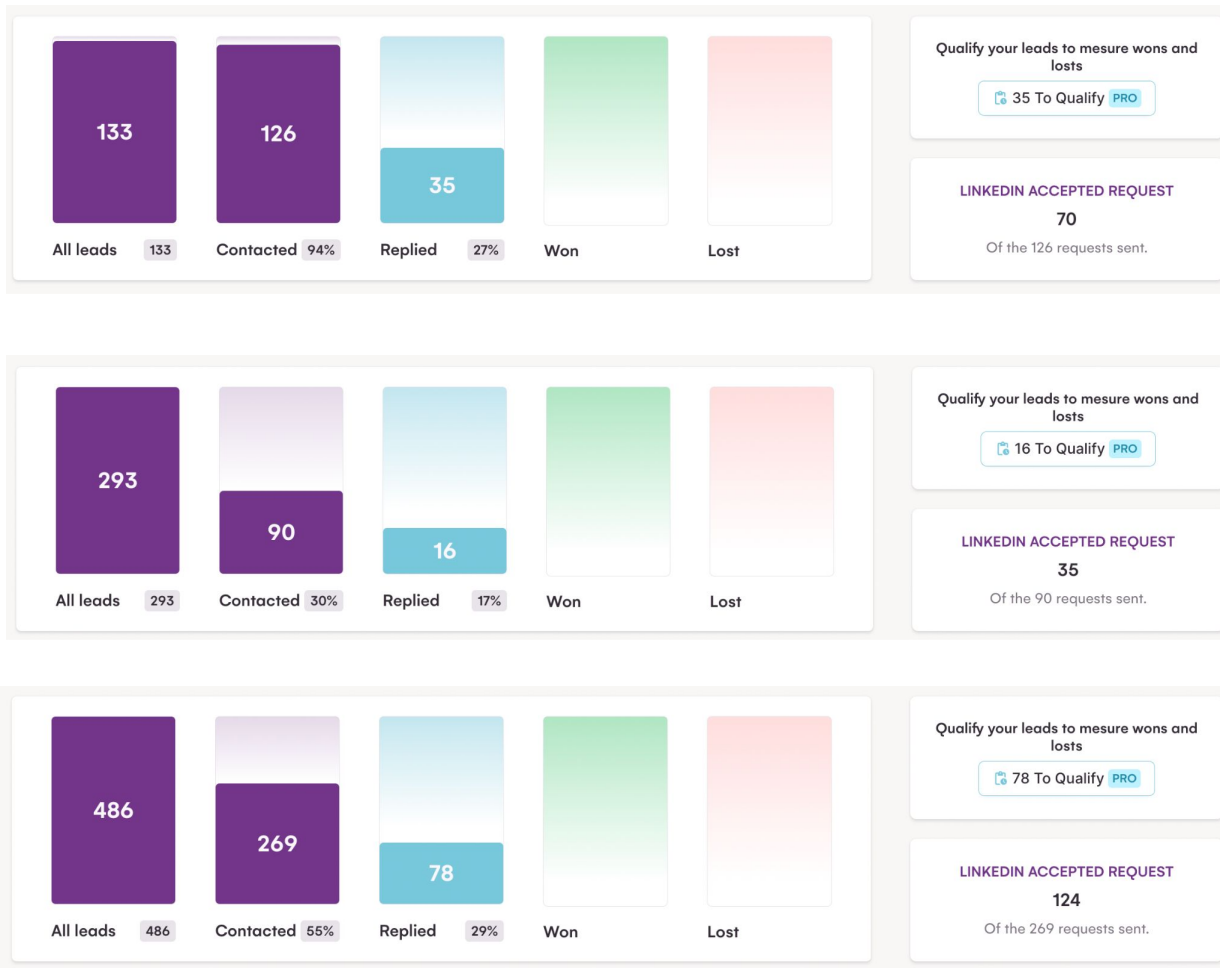 133
126
35
All leads 133
Contacted 94%
Replied 27%
Won
Lost
Qualify your leads to mesure wons and
losts
35 To Qualify PRO
LINKEDIN ACCEPTED REQUEST
70
Of the 126 requests sent.
293
90
16
All leads 293
Contacted 30%
Replied 17%
Won
Lost
Qualify your leads to mesure wons and
losts
16 To Qualify PRO
LINKEDIN ACCEPTED REQUEST
35
Of the 90 requests sent.
486
269
78
All leads 486
Contacted 55%
Replied 29%
Won
Lost
Qualify your leads to mesure wons and
losts
78 To Qualify PRO
LINKEDIN ACCEPTED REQUEST
124
Of the 269 requests sent.